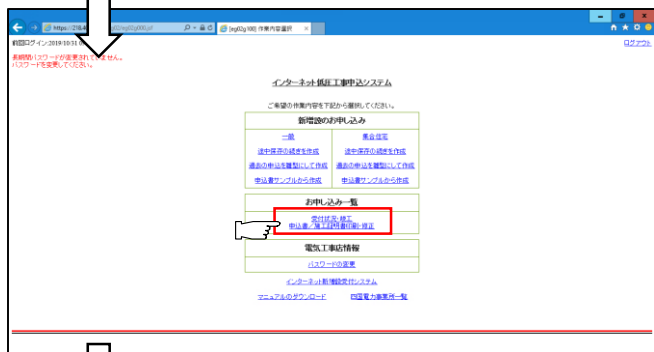 https://218.4
[eg02g100] 作業内容選択
前回ログイン:2019-10-31
ログアウト
長期間パスワードが変更されていません。
パスワードを変更してください。
インターネット低圧工事申込システム
ご希望の作業内容を下記から選択してください。
新増設のお申し込み
一般 集合住宅
途中保存の続きを作成 途中保存の続きを作成
過去の申込を雛型にして作成 過去の申込を雛型にして作成
申込書サンプルから作成 申込書サンプルから作成
お申し込み一覧
受付状況・竣工
申込書/施工証明書印刷・修正
電気工事店情報
パスワードの変更
インターネット新増設受付システム
マニュアルのダウンロード 四国電力事業所一覧